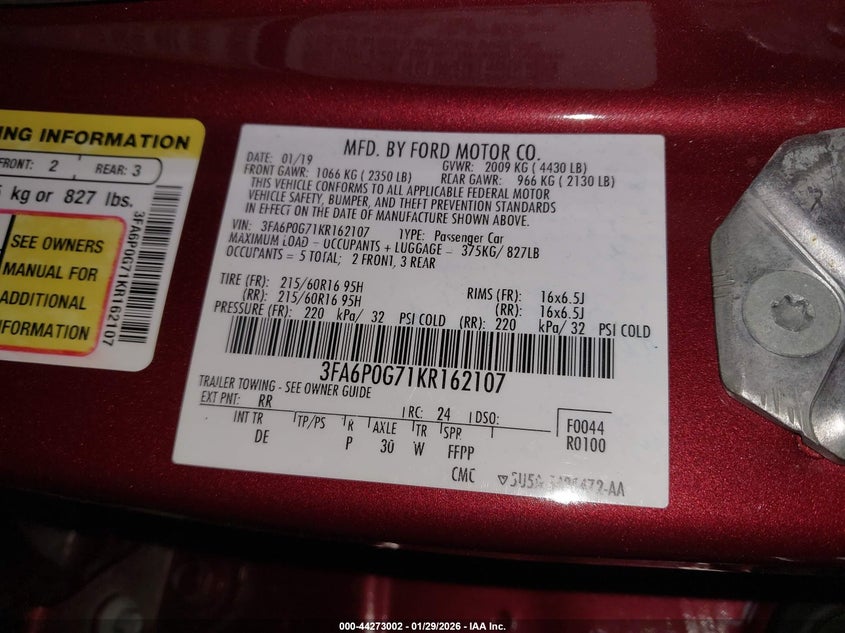 ING INFORMATION
FRONT: 2 REAR: 3
kg or 827 lbs.
SEE OWNERS
MANUAL FOR
ADDITIONAL
INFORMATION
3FA6P0G71KR162107
MFD. BY FORD MOTOR CO.
DATE: 01/19 GVWR: 2009 KG ( 4430 LB)
FRONT GAWR: 1066 KG ( 2350 LB) REAR GAWR: 966 KG ( 2130 LB)
THIS VEHICLE CONFORMS TO ALL APPLICABLE FEDERAL MOTOR
VEHICLE SAFETY, BUMPER, AND THEFT PREVENTION STANDARDS
IN EFFECT ON THE DATE OF MANUFACTURE SHOWN ABOVE.
VIN: 3FA6P0G71KR162107 TYPE: Passenger Car
MAXIMUM LOAD - OCCUPANTS + LUGGAGE - 375KG/ 827LB
OCCUPANTS = 5 TOTAL; 2 FRONT, 3 REAR
TIRE (FR): 215/60R16 95H RIMS (FR): 16x6.5J
(RR): 215/60R16 95H (RR): 16x6.5J
PRESSURE (FR): 220 kPa/ 32 PSI COLD (RR): 220 kPa/ 32 PSI COLD
3FA6P0G71KR162107
TRAILER TOWING - SEE OWNER GUIDE
EXT PNT: RR RC: 24 DSO: F0044
INT TR TP/PS R AXLE TR SPR R0100
DE P 30 W FFPP
CMC
000-44273002 - 01/29/2026 - IAA Inc.